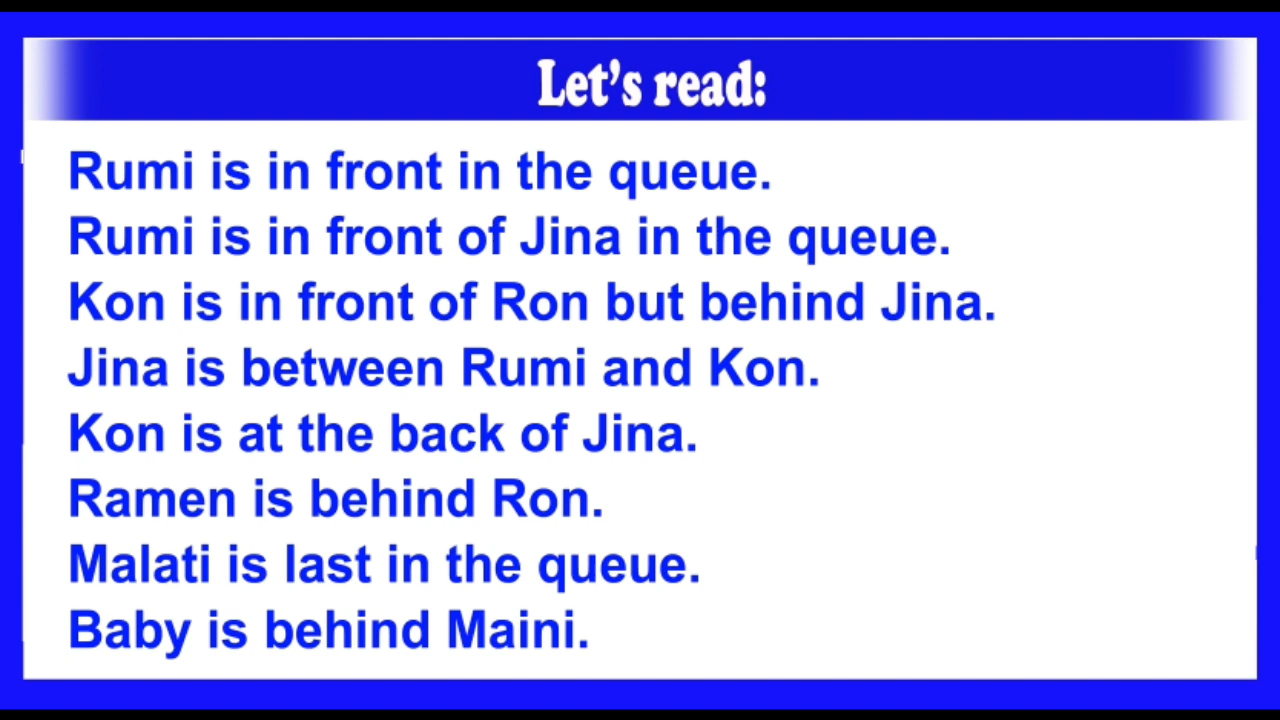 Let's read:
Rumi is in front in the queue.
Rumi is in front of Jina in the queue.
Kon is in front of Ron but behind Jina.
Jina is between Rumi and Kon.
Kon is at the back of Jina.
Ramen is behind Ron.
Malati is last in the queue.
Baby is behind Maini.